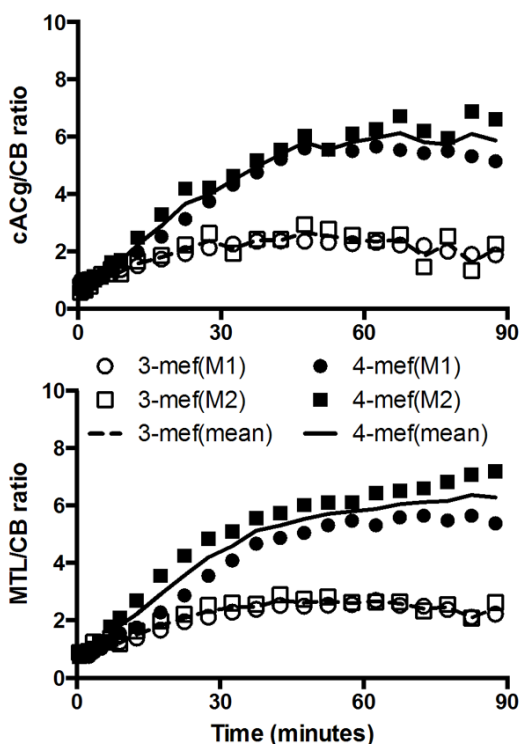 cACg/CB ratio
10
8
6
4
2
0
0 30 60 90
3-mef(M1) 4-mef(M1)
3-mef(M2) 4-mef(M2)
3-mef(mean) 4-mef(mean)
MTL/CB ratio
10
8
6
4
2
0
0 30 60 90
Time (minutes)